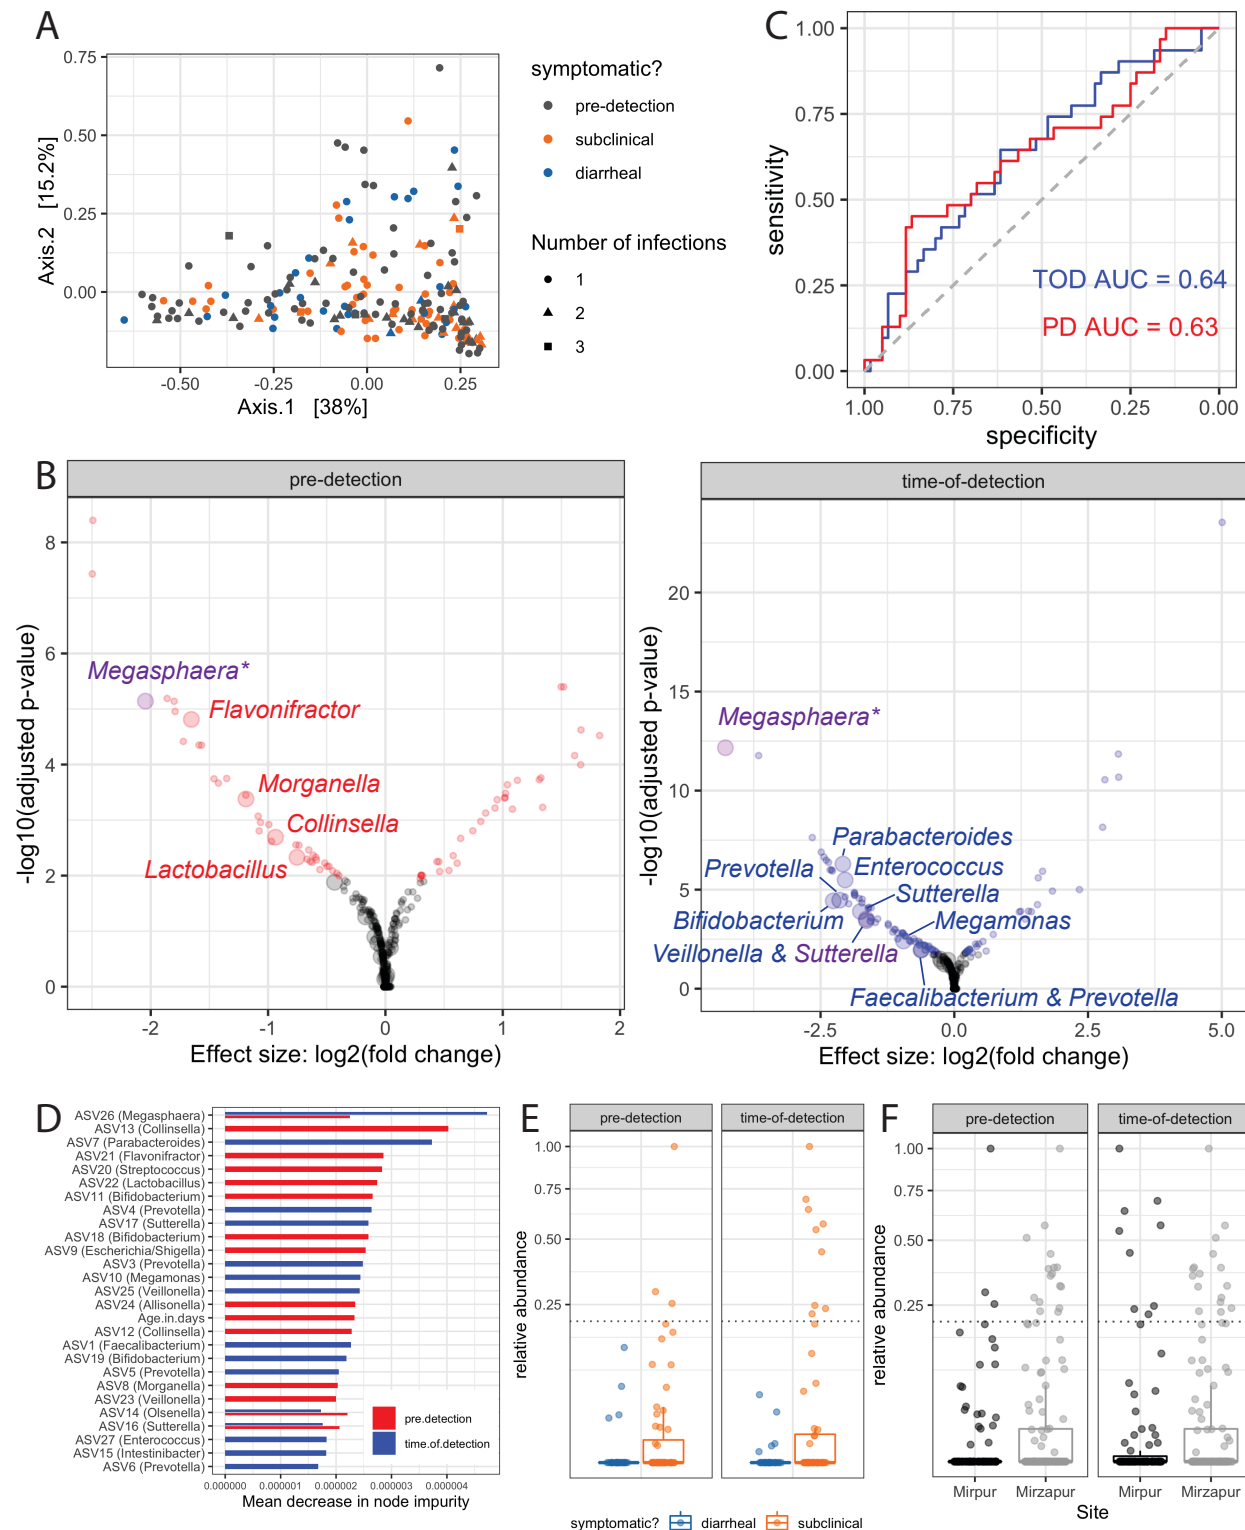 A
0.75
0.50
0.25
0.00
Axis.2 [15.2%]
-0.50
-0.25
0.00
0.25
Axis.1 [38%]
symptomatic?
pre-detection
subclinical
diarrheal
Number of infections
1
2
3
C
1.00
0.75
0.50
0.25
0.00
sensitivity
TOD AUC = 0.64
PD AUC = 0.63
1.00
0.75
0.50
0.25
0.00
specificity
B
pre-detection
8
6
4
2
0
-log10(adjusted p-value)
Megasphaera*
Flavonifractor
Morganella
Collinsella
Lactobacillus
-2
-1
0
1
2
Effect size: log2(fold change)
time-of-detection
20
15
10
5
0
-log10(adjusted p-value)
Megasphaera*
Parabacteroides
Prevotella
Enterococcus
Sutterella
Bifidobacterium
Megamonas
Veillonella & Sutterella
Faecalibacterium & Prevotella
-2.5
0.0
2.5
5.0
Effect size: log2(fold change)
D
ASV26 (Megasphaera)
ASV13 (Collinsella)
ASV7 (Parabacteroides)
ASV21 (Flavonifractor)
ASV20 (Streptococcus)
ASV22 (Lactobacillus)
ASV11 (Bifidobacterium)
ASV4 (Prevotella)
ASV17 (Sutterella)
ASV18 (Bifidobacterium)
ASV9 (Escherichia/Shigella)
ASV3 (Prevotella)
ASV10 (Megamonas)
ASV25 (Veillonella)
ASV24 (Allisonella)
Age.in.days
ASV12 (Collinsella)
ASV1 (Faecalibacterium)
ASV19 (Bifidobacterium)
ASV5 (Prevotella)
ASV8 (Morganella)
ASV23 (Veillonella)
ASV14 (Olsenella)
ASV16 (Sutterella)
ASV27 (Enterococcus)
ASV15 (Intestinibacter)
ASV6 (Prevotella)
pre.detection
time.of.detection
0.000000
0.000001
0.000002
0.000003
0.000004
Mean decrease in node impurity
E
pre-detection
time-of-detection
1.00
0.75
0.50
0.25
relative abundance
symptomatic?
diarrheal
subclinical
F
pre-detection
time-of-detection
1.00
0.75
0.50
0.25
relative abundance
Mirpur
Mirzapur
Mirpur
Mirzapur
Site